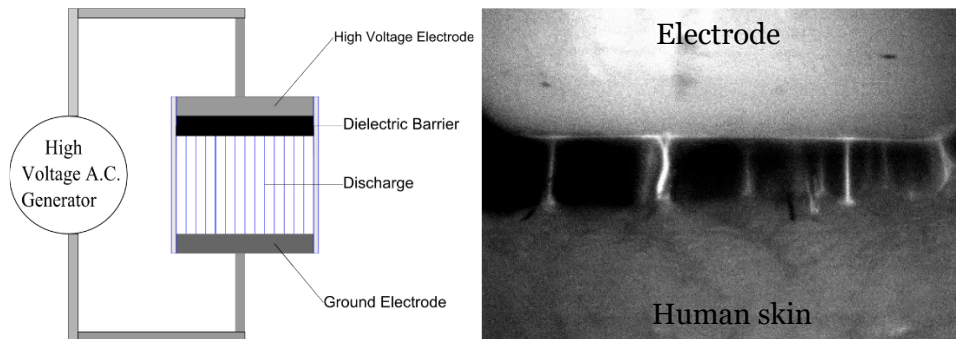 High Voltage Electrode
Dielectric Barrier
Discharge
Ground Electrode
High
Voltage A.C.
Generator
Electrode
Human skin